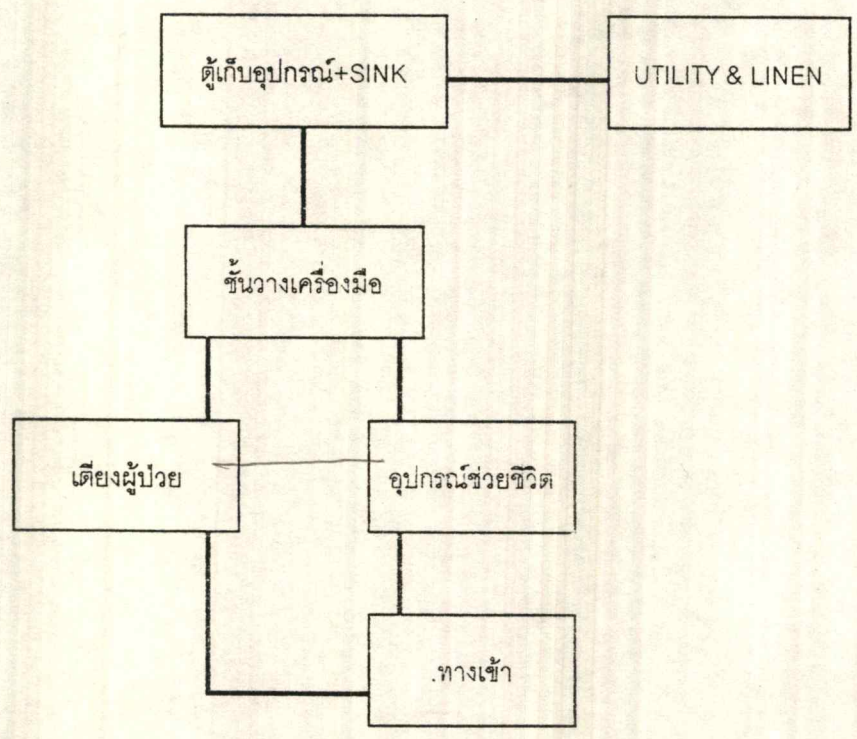 ตู้เก็บอุปกรณ์+SINK
UTILITY & LINEN
ชั้นวางเครื่องมือ
เตียงผู้ป่วย
อุปกรณ์ช่วยชีวิต
.ทางเข้า